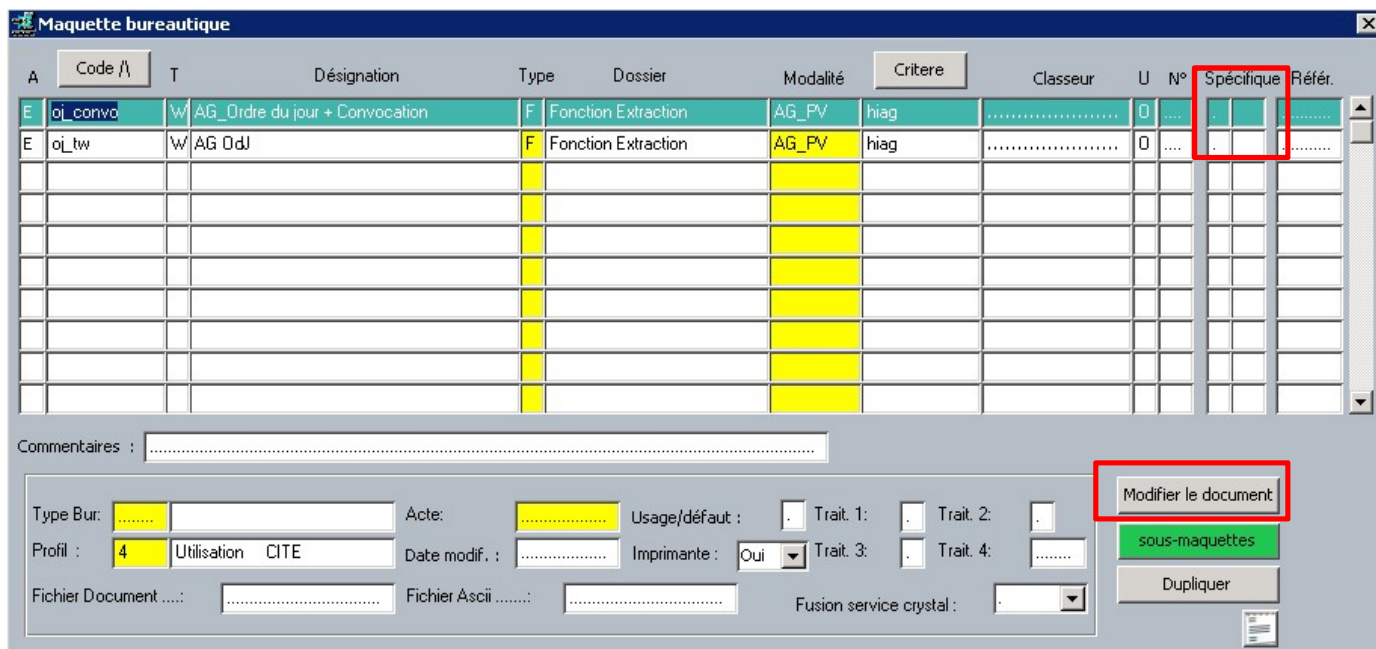 Maquette bureautique
A Code /\ T Désignation Type Dossier Modalité Critere Classeur U N° Spécifique Référ.
E oj_convo W AG_Ordre du jour + Convocation F Fonction Extraction AG_PV hiag ...................... O .... . ..........
E oj_tw W AG OdJ F Fonction Extraction AG_PV hiag ...................... O .... . ..........
Commentaires : ....................................................................................................
Type Bur: ........ Acte: .................. Usage/défaut : . Trait. 1: . Trait. 2: . Modifier le document
Profil : 4 Utilisation CITE Date modif. : .................. Imprimante : Oui Trait. 3: . Trait. 4: ........ sous-maquettes
Fichier Document ....: ................................ Fichier Ascii .......: ................................ Fusion service crystal : . Dupliquer